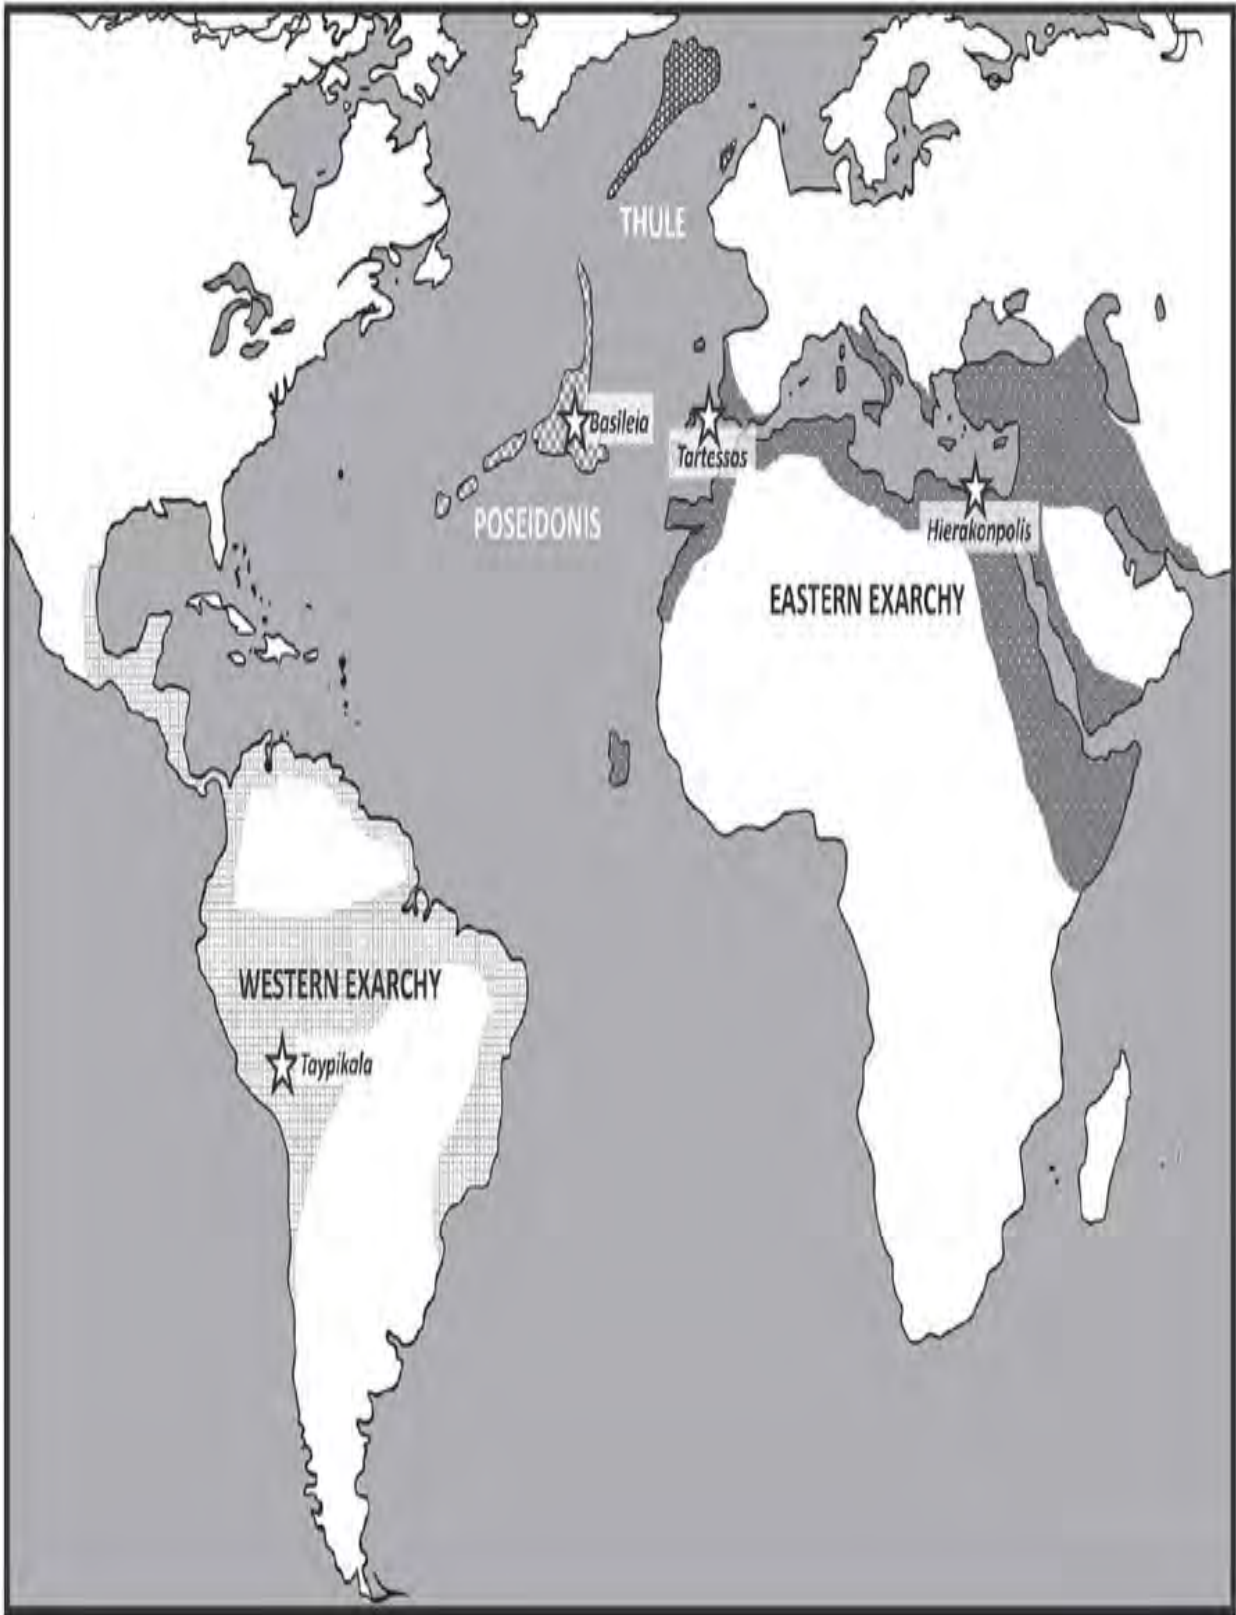 THULE
Basileia
Tartessos
POSEIDONIS
Hierakonpolis
EASTERN EXARCHY
WESTERN EXARCHY
Taypikala